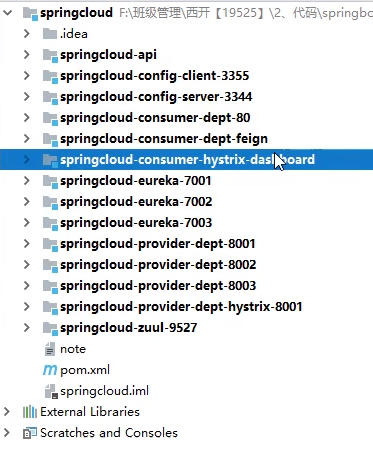 springcloud F:\班级管理\西开【19525】\2、代码\springbo
.idea
springcloud-api
springcloud-config-client-3355
springcloud-config-server-3344
springcloud-consumer-dept-80
springcloud-consumer-dept-feign
springcloud-consumer-hystrix-dashboard
springcloud-eureka-7001
springcloud-eureka-7002
springcloud-eureka-7003
springcloud-provider-dept-8001
springcloud-provider-dept-8002
springcloud-provider-dept-8003
springcloud-provider-dept-hystrix-8001
springcloud-zuul-9527
note
pom.xml
springcloud.iml
External Libraries
Scratches and Consoles